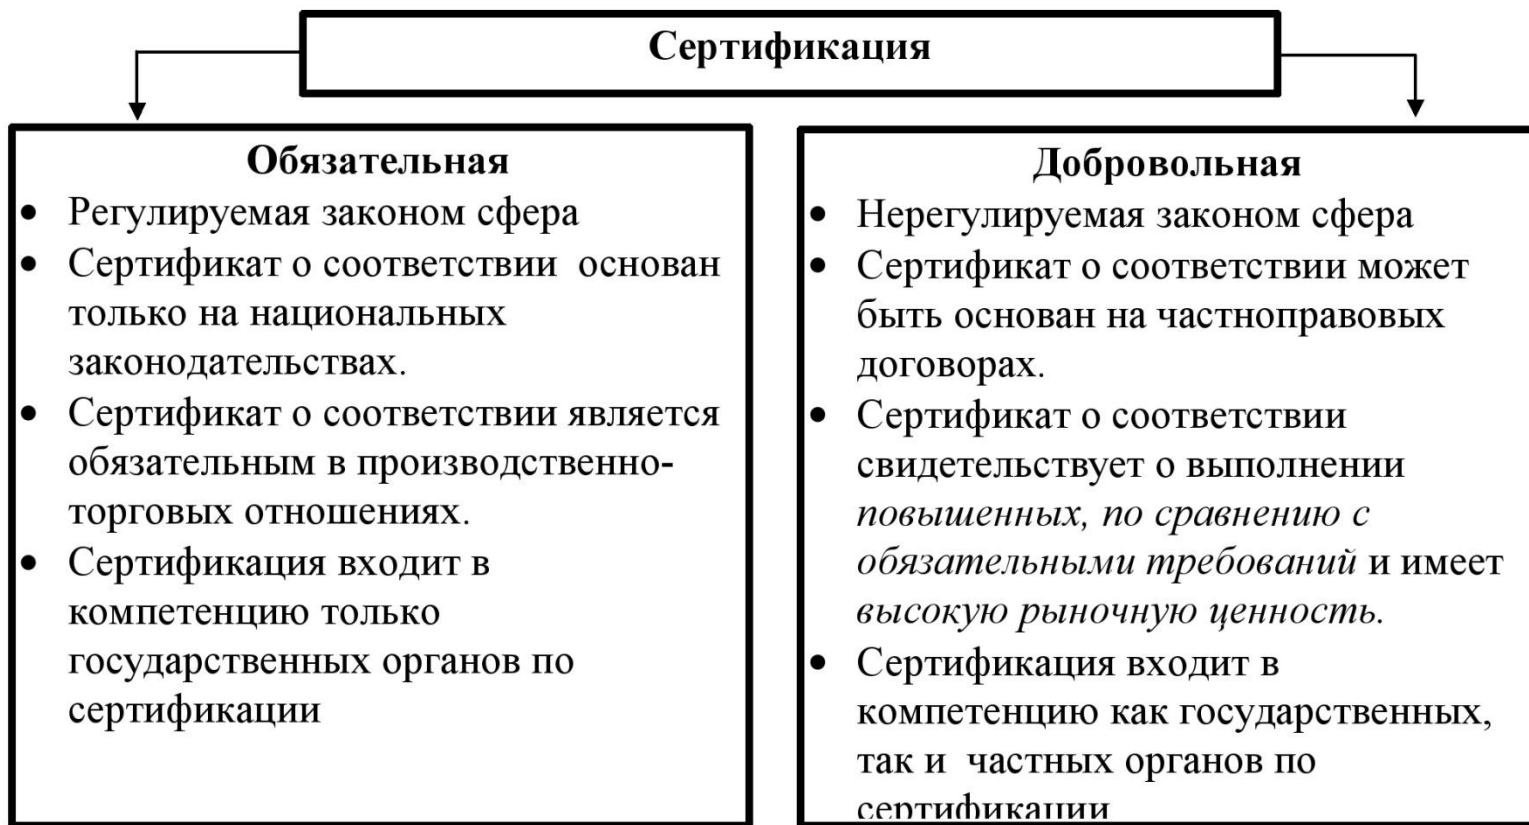 Сертификация
Обязательная
• Регулируемая законом сфера
• Сертификат о соответствии основан
только на национальных
законодательствах.
• Сертификат о соответствии является
обязательным в производственно-
торговых отношениях.
• Сертификация входит в
компетенцию только
государственных органов по
сертификации
Добровольная
• Нерегулируемая законом сфера
• Сертификат о соответствии может
быть основан на частноправовых
договорах.
• Сертификат о соответствии
свидетельствует о выполнении
повышенных, по сравнению с
обязательными требований и имеет
высокую рыночную ценность.
• Сертификация входит в
компетенцию как государственных,
так и частных органов по
сертификации